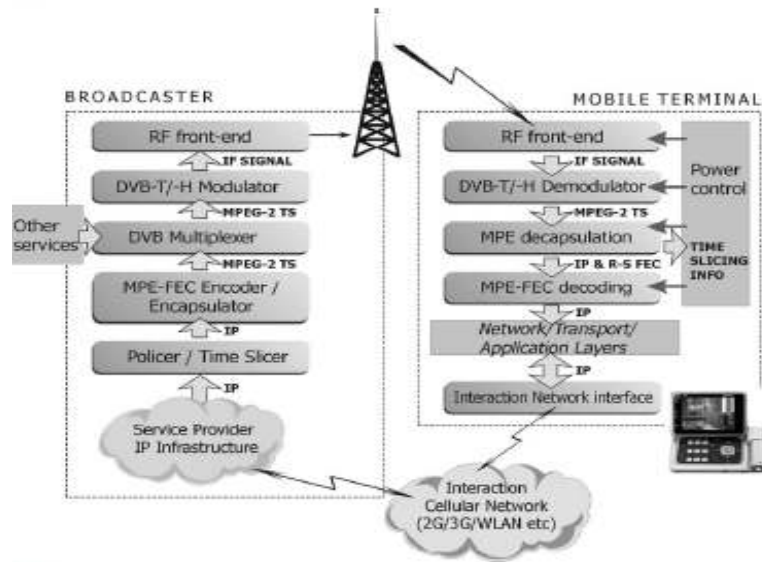 BROADCASTER
RF front-end
IF SIGNAL
DVB-T/-H Modulator
MPEG-2 TS
Other
services
DVB Multiplexer
MPEG-2 TS
MPE-FEC Encoder /
Encapsulator
IP
Policer / Time Slicer
IP
Service Provider
IP Infrastructure
MOBILE TERMINAL
RF front-end
IF SIGNAL
DVB-T/-H Demodulator
MPEG-2 TS
MPE decapsulation
IP & R-S FEC
MPE-FEC decoding
IP
Network/Transport/
Application Layers
IP
Interaction Network interface
Power
control
TIME
SLICING
INFO
Interaction
Cellular Network
(2G/3G/WLAN etc)